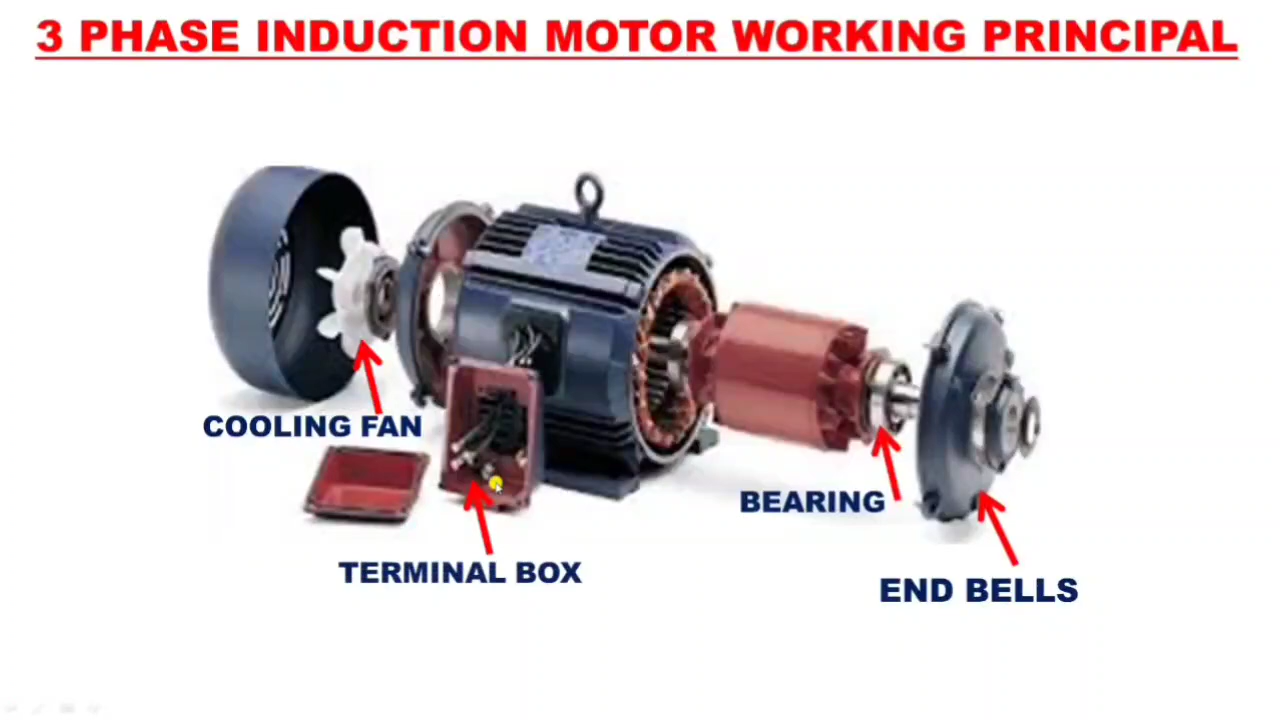 3 PHASE INDUCTION MOTOR WORKING PRINCIPAL
COOLING FAN
BEARING
TERMINAL BOX
END BELLS